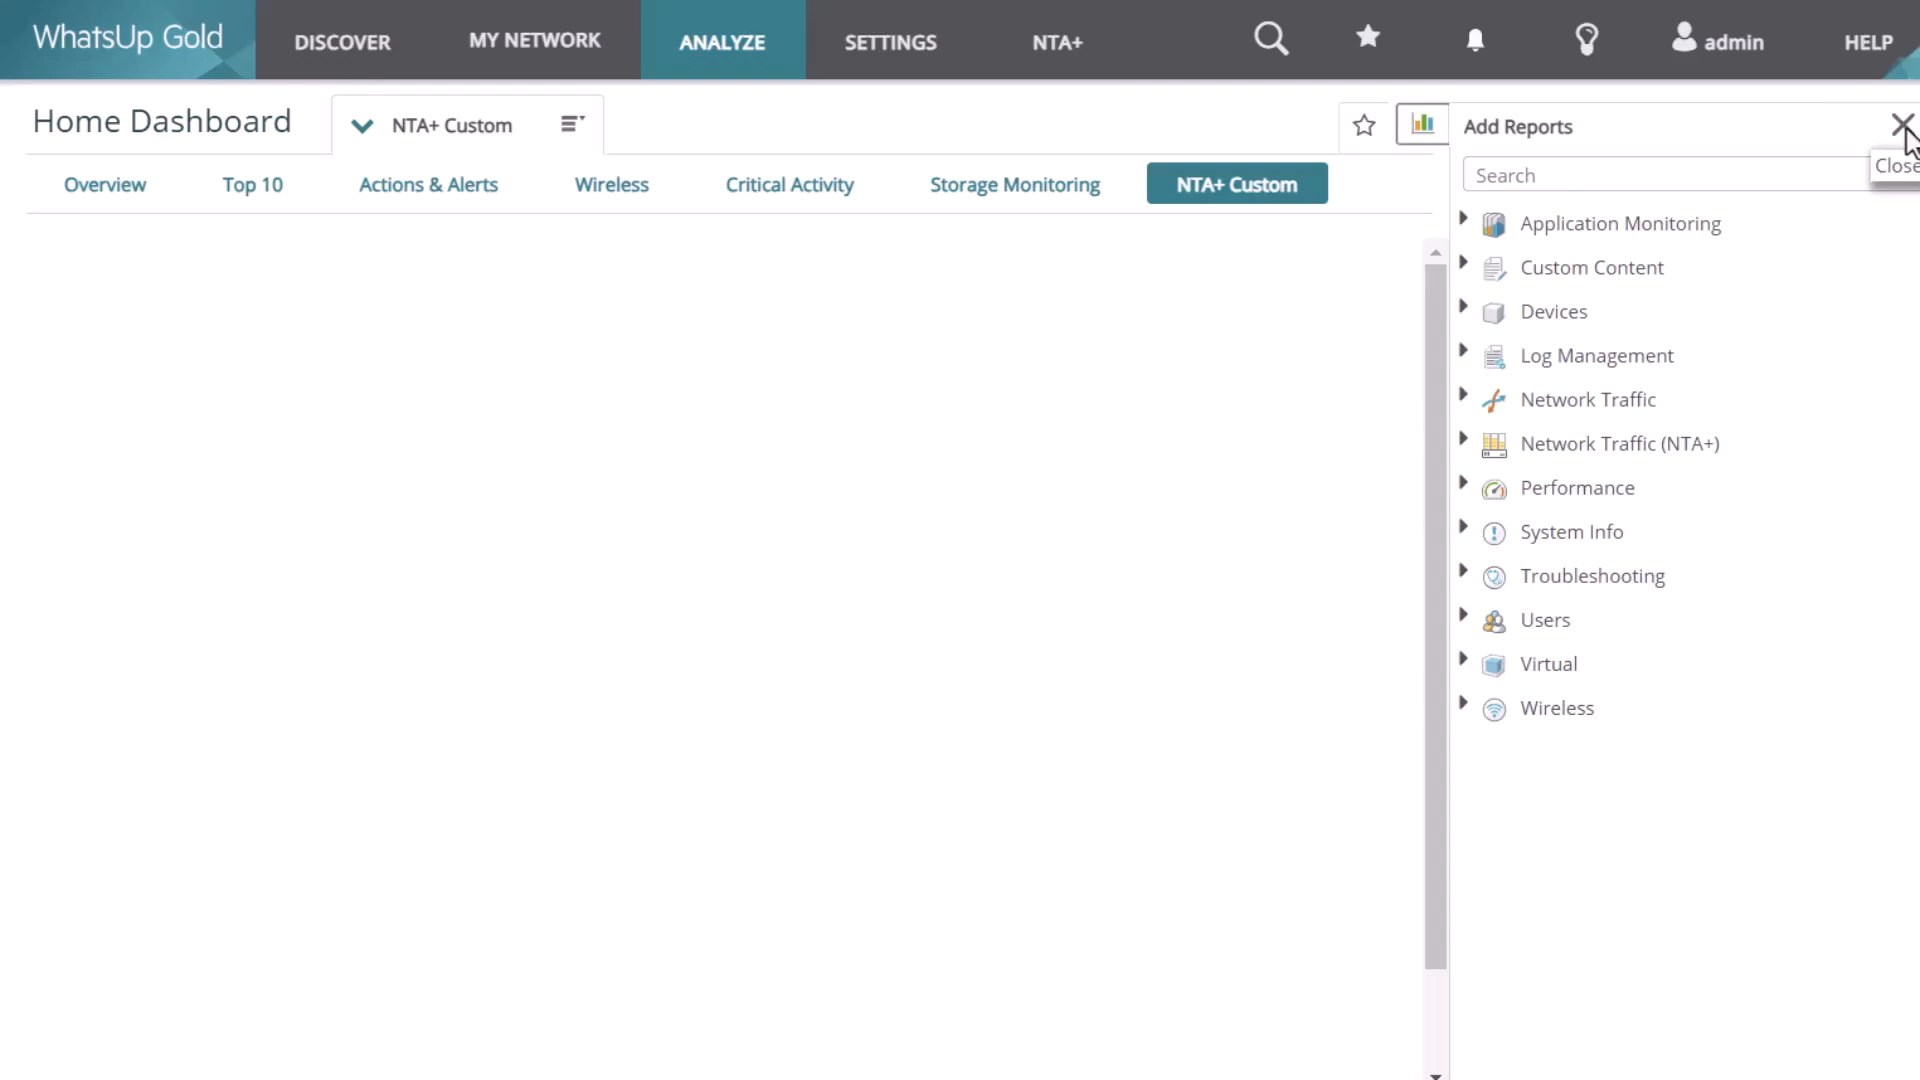 WhatsUp Gold
DISCOVER
MY NETWORK
ANALYZE
SETTINGS
NTA+
admin
HELP
Home Dashboard
NTA+ Custom
Add Reports
Overview
Top 10
Actions & Alerts
Wireless
Critical Activity
Storage Monitoring
NTA+ Custom
Search
Close
Application Monitoring
Custom Content
Devices
Log Management
Network Traffic
Network Traffic (NTA+)
Performance
System Info
Troubleshooting
Users
Virtual
Wireless